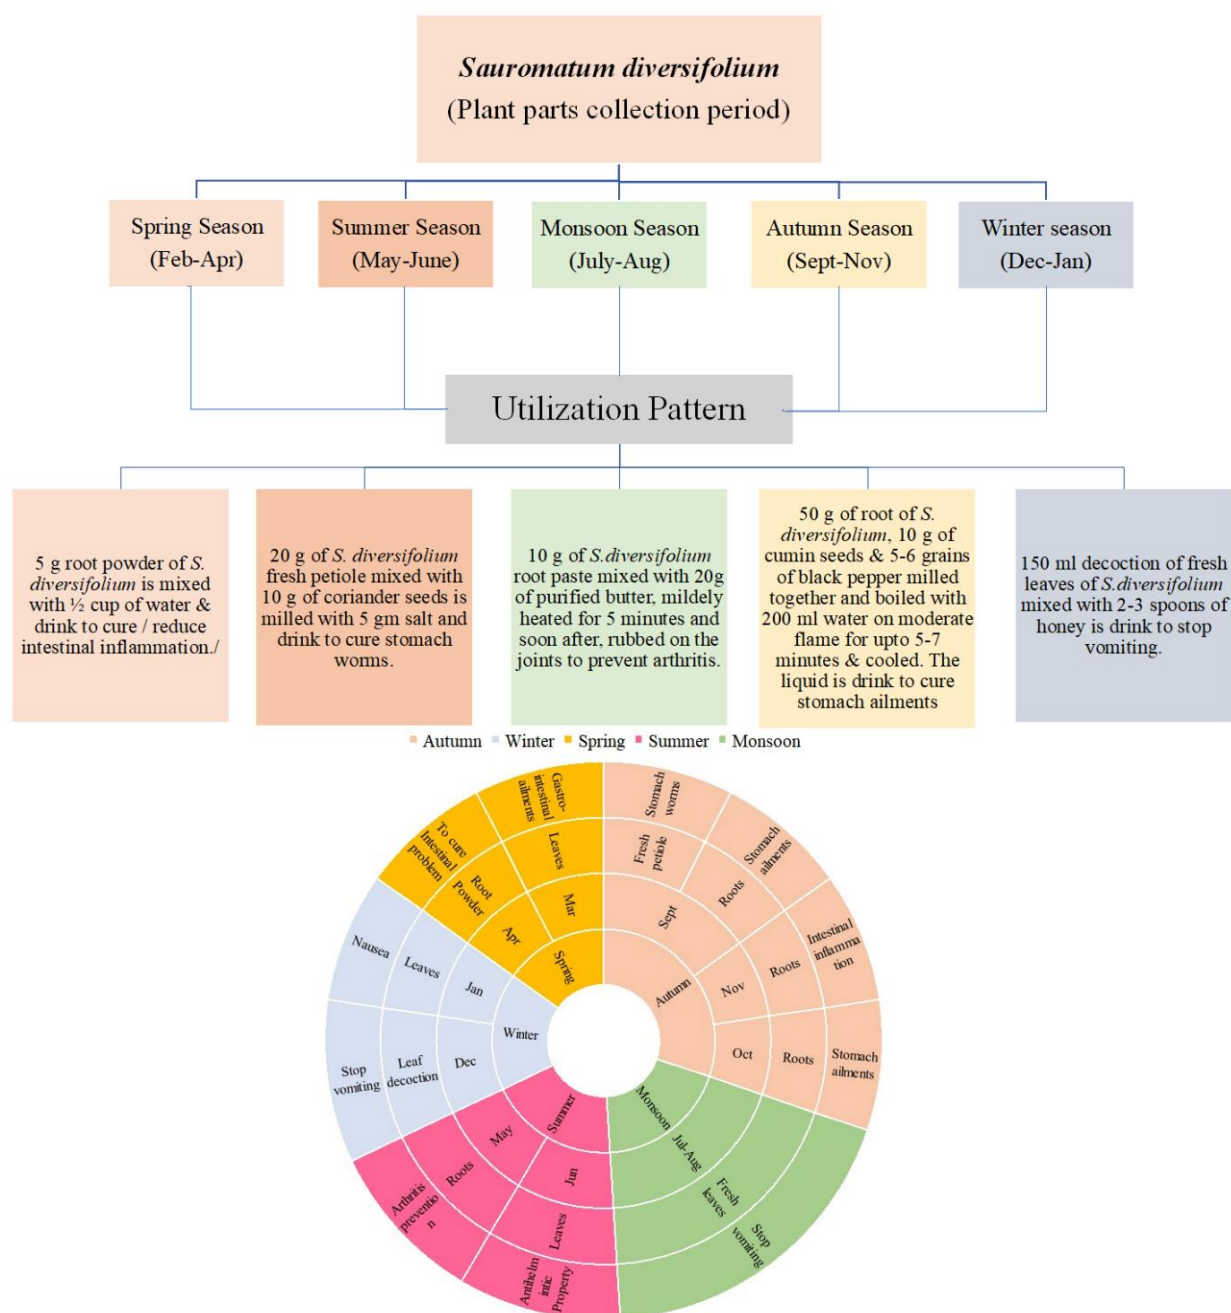 Sauromatum diversifolium
(Plant parts collection period)
Spring Season
(Feb-Apr)
Summer Season
(May-June)
Monsoon Season
(July-Aug)
Autumn Season
(Sept-Nov)
Winter season
(Dec-Jan)
Utilization Pattern
5 g root powder of S.
diversifolium is mixed
with ½ cup of water &
drink to cure / reduce
intestinal inflammation./
20 g of S. diversifolium
fresh petiole mixed with
10 g of coriander seeds is
milled with 5 gm salt and
drink to cure stomach
worms.
10 g of S.diversifolium
root paste mixed with 20g
of purified butter, mildely
heated for 5 minutes and
soon after, rubbed on the
joints to prevent arthritis.
50 g of root of S.
diversifolium, 10 g of
cumin seeds & 5-6 grains
of black pepper milled
together and boiled with
200 ml water on moderate
flame for upto 5-7
minutes & cooled. The
liquid is drink to cure
stomach ailments
150 ml decoction of fresh
leaves of S.diversifolium
mixed with 2-3 spoons of
honey is drink to stop
vomiting.
Autumn Winter Spring Summer Monsoon
Stomach
worms
Fresh
petiole
Sept
Stomach
ailments
Roots
Autumn
Intestinal
inflamma
tion
Roots
Nov
Stomach
ailments
Roots
Oct
Monsoon
Jul-Aug
Fresh
leaves
Stop
vomiting
Summer
Jun
Leaves
Antihelm
intic
Property
May
Roots
Arthritis
preventio
n
Winter
Dec
Leaf
decoction
Stop
vomiting
Jan
Leaves
Nausea
Spring
Apr
Root
Powder
To cure
Intestinal
problem
Mar
Leaves
Gastro-
intestinal
ailments